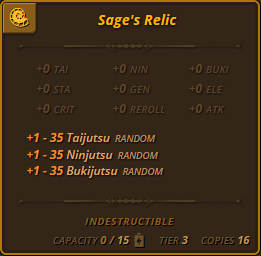 Sage's Relic
+0 TAI +0 NIN +0 BUKI
+0 STA +0 GEN +0 ELE
+0 CRIT +0 REROLL +0 ATK
+1 - 35 Taijutsu RANDOM
+1 - 35 Ninjutsu RANDOM
+1 - 35 Bukijutsu RANDOM
INDESTRUCTIBLE
CAPACITY 0 / 15 TIER 3 COPIES 16